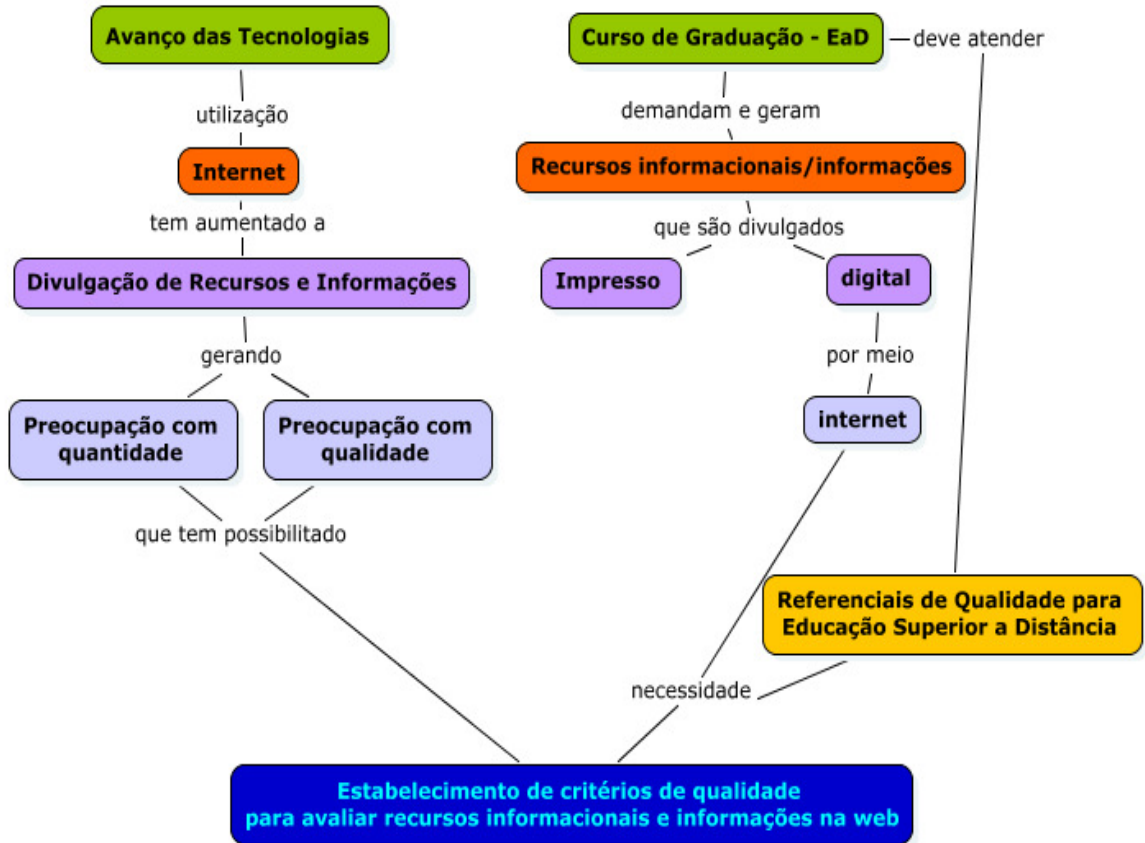 Avanço das Tecnologias
utilização
Internet
tem aumentado a
Divulgação de Recursos e Informações
gerando
Preocupação com
quantidade
Preocupação com
qualidade
que tem possibilitado
Curso de Graduação - EaD
deve atender
demandam e geram
Recursos informacionais/informações
que são divulgados
Impresso
digital
por meio
internet
Referenciais de Qualidade para
Educação Superior a Distância
necessidade
Estabelecimento de critérios de qualidade
para avaliar recursos informacionais e informações na web